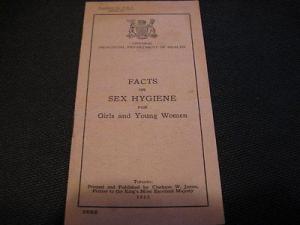 ONTARIO
PROVINCIAL DEPARTMENT OF HEALTH
FACTS
ON
SEX HYGIENE
FOR
Girls and Young Women
TORONTO:
Printed and Published by Clarkson W. James,
Printer to the King's Most Excellent Majesty